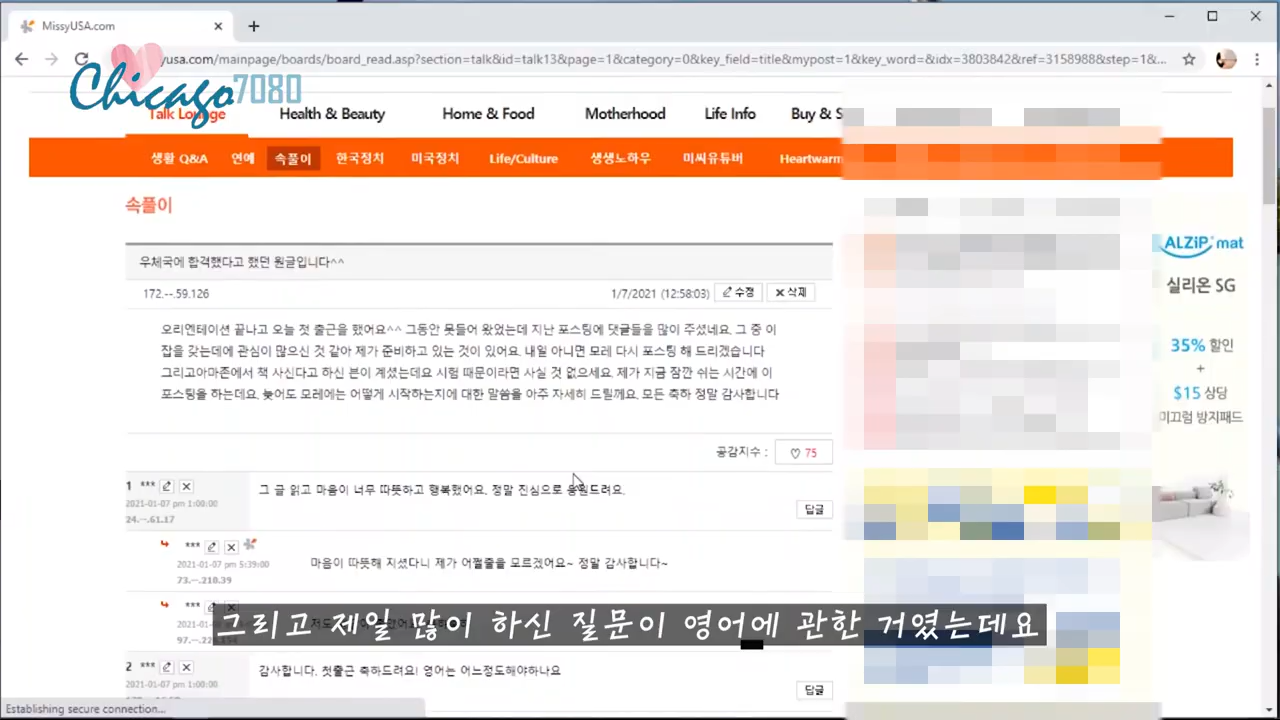 MissyUSA.com
yusa.com/mainpage/boards/board_read.asp?section=talk&id=talk13&page=1&category=0&key_field=title&mypost=1&key_word=&idx=3803842&ref=3158988&step=1&...
Chicago7080
Talk Lounge Health & Beauty Home & Food Motherhood Life Info Buy & S
생활 Q&A 연예 속풀이 한국정치 미국정치 Life/Culture 생생노하우 미씨유튜버 Heartwarm
속풀이
우체국에 합격했다고 했던 원글입니다^^
172.--.59.126 1/7/2021 (12:58:03) 수정 삭제
오리엔테이션 끝나고 오늘 첫 출근을 했어요^^ 그동안 못들어 왔었는데 지난 포스팅에 댓글들을 많이 주셨네요. 그 중 이
잡을 갖는데에 관심이 많으신 것 같아 제가 준비하고 있는 것이 있어요. 내일 아니면 모레 다시 포스팅 해 드리겠습니다
그리고아마존에서 책 사신다고 하신 분이 계셨는데요 시험 때문이라면 사실 것 없으세요. 제가 지금 잠깐 쉬는 시간에 이
포스팅을 하는데요. 늦어도 모레에는 어떻게 시작하는지에 대한 말씀을 아주 자세히 드릴께요. 모든 축하 정말 감사합니다
공감지수 : ♡ 75
1 ***
2021-01-07 pm 1:00:00
24.--.61.17
그 글 읽고 마음이 너무 따뜻하고 행복했어요. 정말 진심으로 응원드려요.
답글
***
2021-01-07 pm 5:39:00
73.--.210.39
마음이 따뜻해 지셨다니 제가 어쩔줄을 모르겠어요~ 정말 감사합니다~
***
그리고 제일 많이 하신 질문이 영어에 관한 거였는데요
2 ***
2021-01-07 pm 1:00:00
감사합니다. 첫출근 축하드려요! 영어는 어느정도해야하나요
답글
Establishing secure connection...
ALZiP mat
실리온 SG
35% 할인
+
$15 상당
미끄럼 방지패드